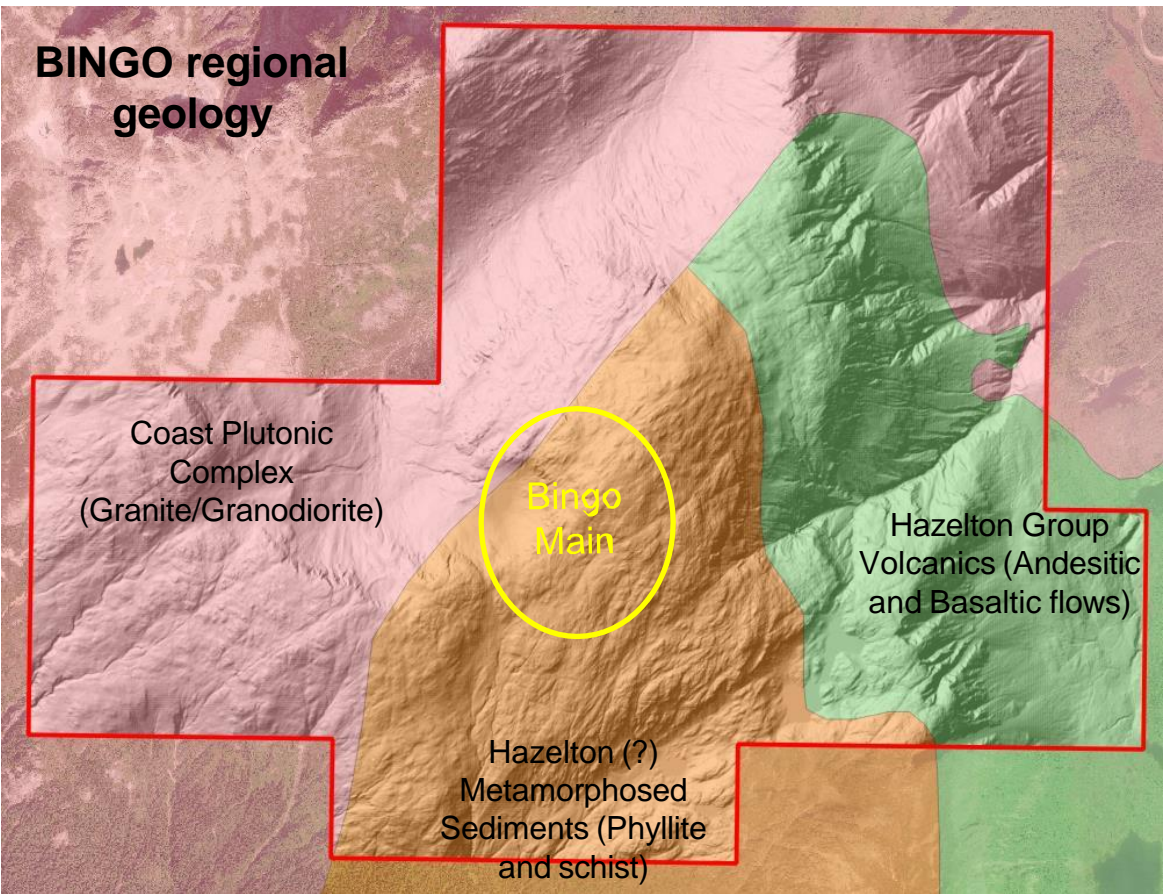 BINGO regional
geology
Coast Plutonic
Complex
(Granite/Granodiorite)
Bingo
Main
Hazelton Group
Volcanics (Andesitic
and Basaltic flows)
Hazelton (?)
Metamorphosed
Sediments (Phyllite
and schist)